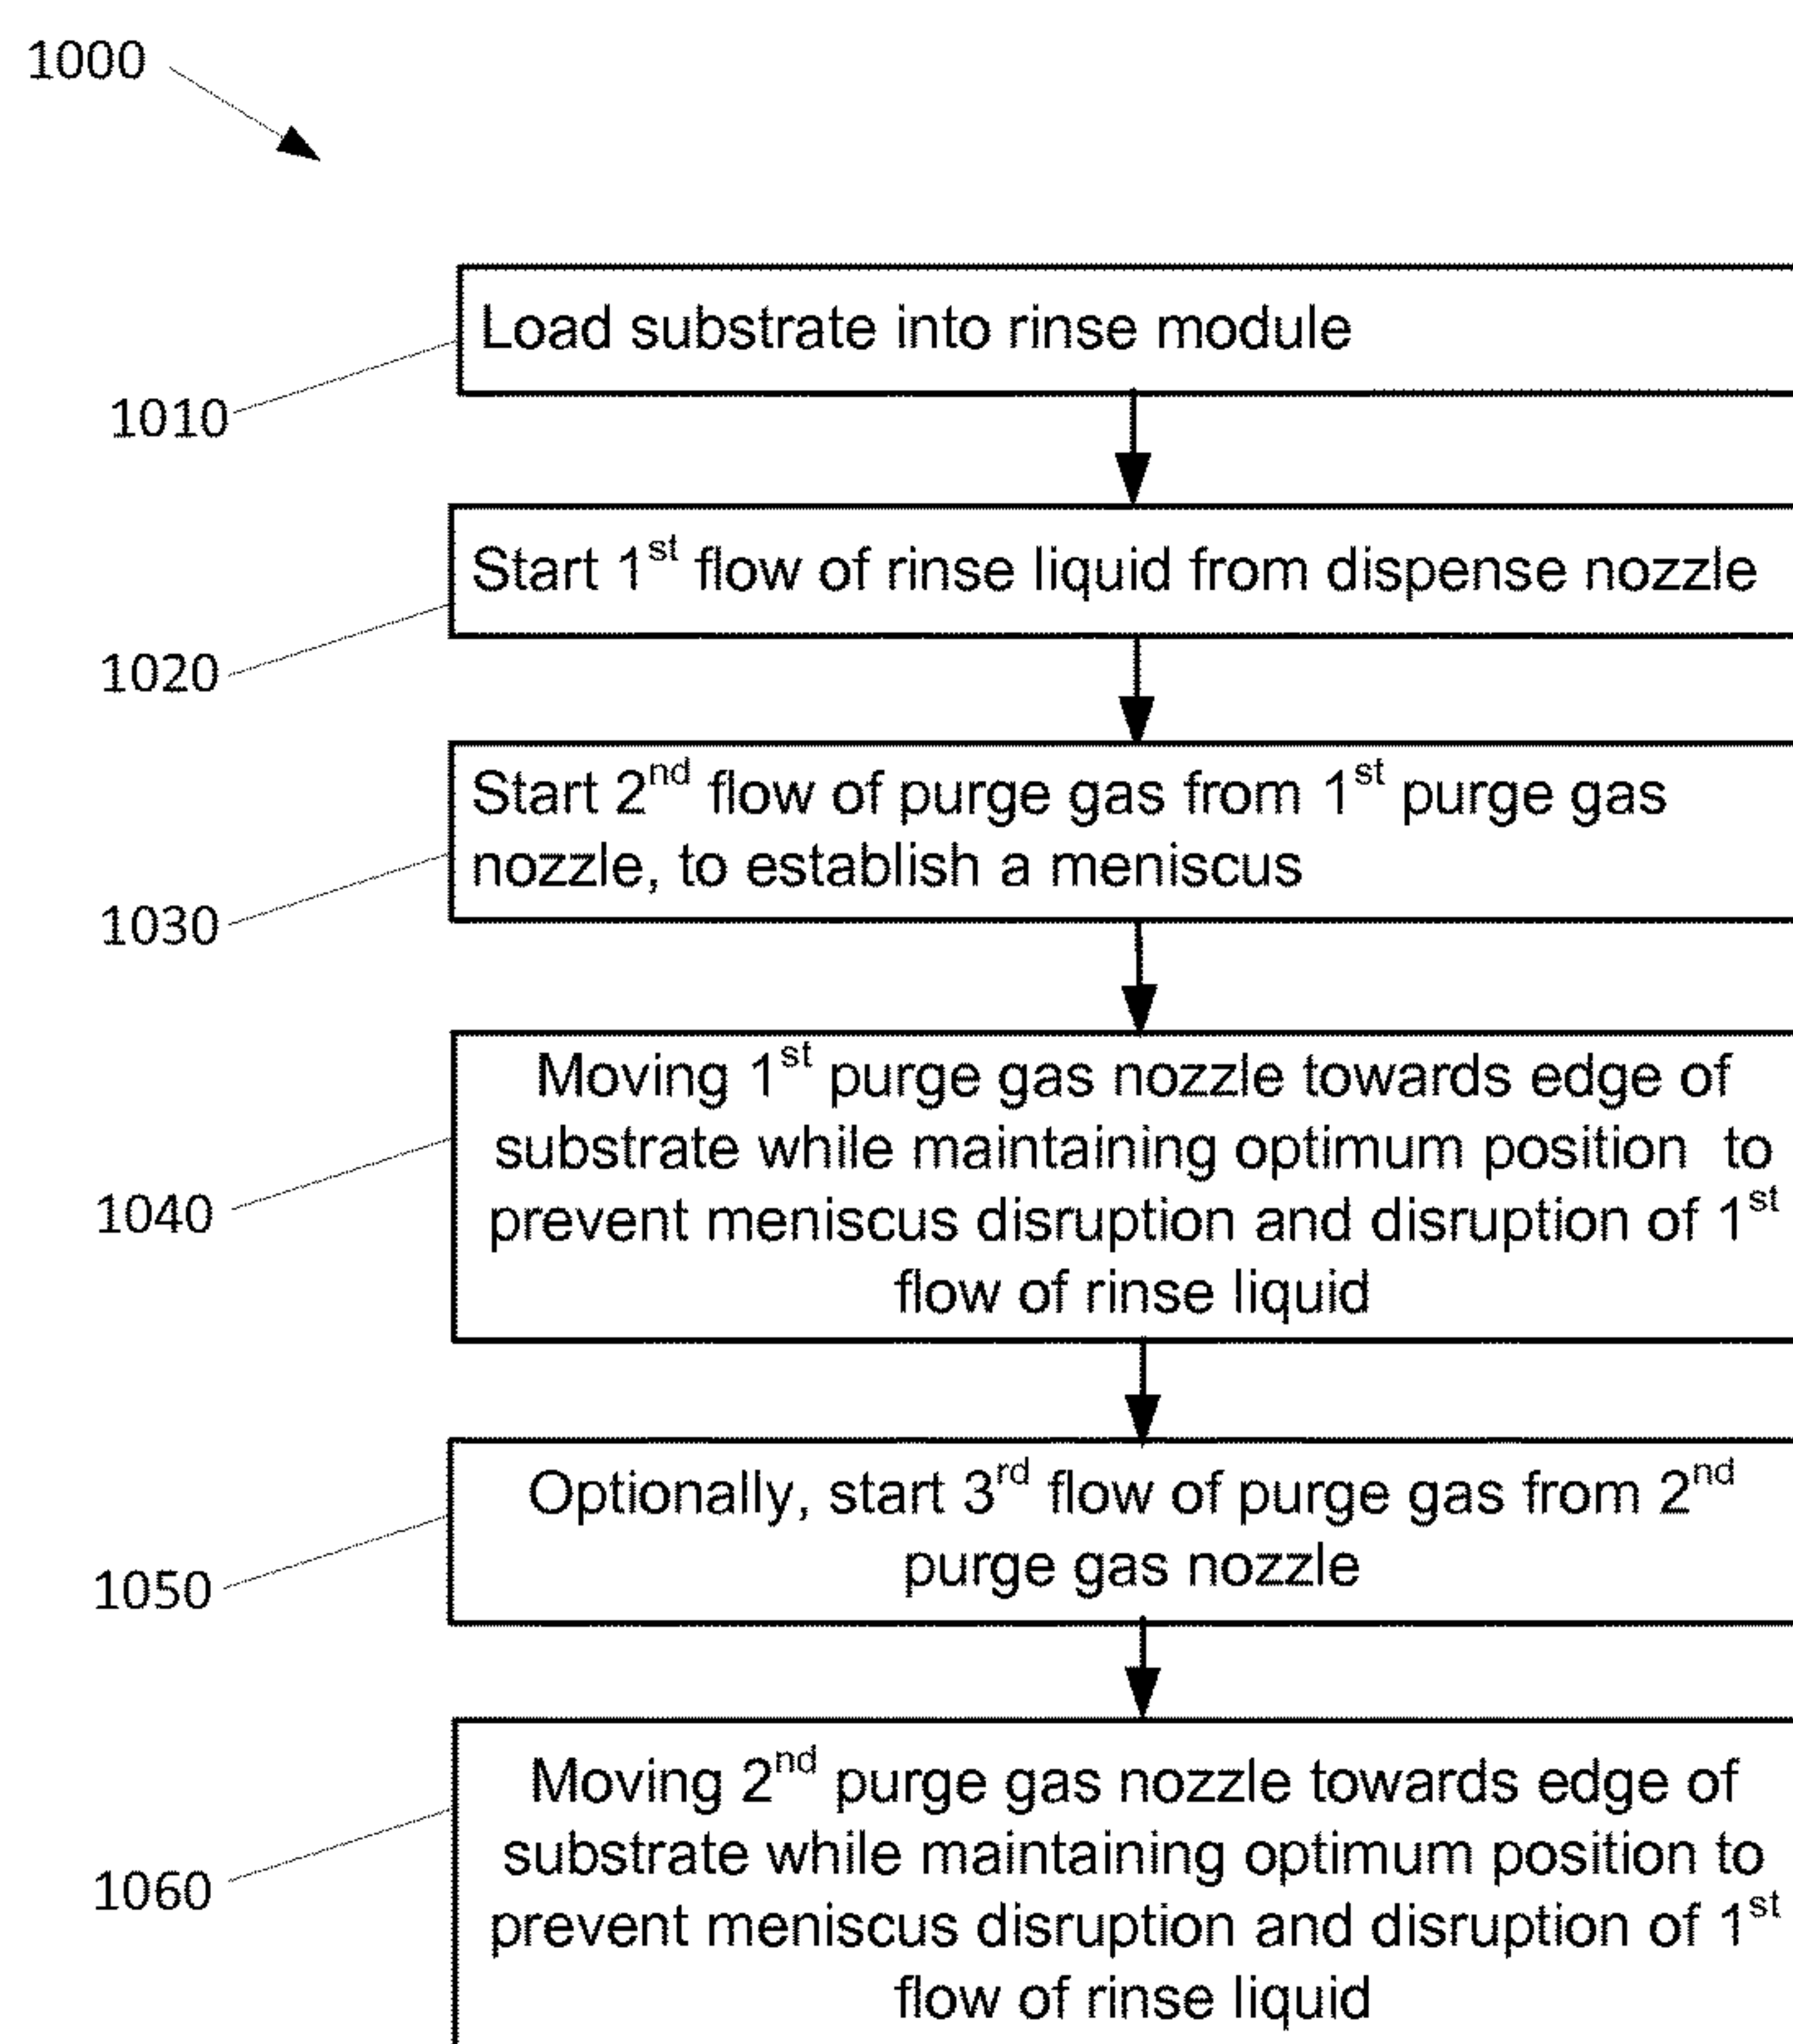 1000
Load substrate into rinse module
1010
Start 1st flow of rinse liquid from dispense nozzle
1020
Start 2nd flow of purge gas from 1st purge gas
nozzle, to establish a meniscus
1030
Moving 1st purge gas nozzle towards edge of
substrate while maintaining optimum position to
prevent meniscus disruption and disruption of 1st
flow of rinse liquid
1040
Optionally, start 3rd flow of purge gas from 2nd
purge gas nozzle
1050
Moving 2nd purge gas nozzle towards edge of
substrate while maintaining optimum position to
prevent meniscus disruption and disruption of 1st
flow of rinse liquid
1060